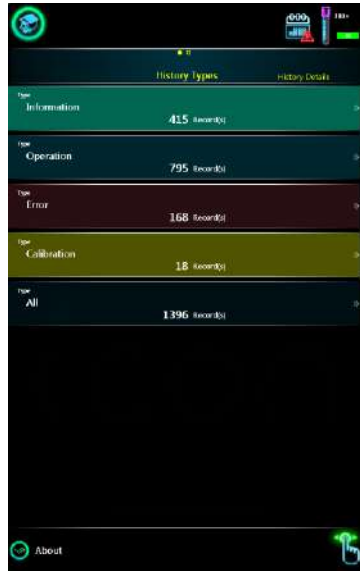 History Types
History Details
Type
Information
415 Record(s)
Type
Operation
795 Record(s)
Type
Error
168 Record(s)
Type
Calibration
18 Record(s)
Type
All
1396 Record(s)
About